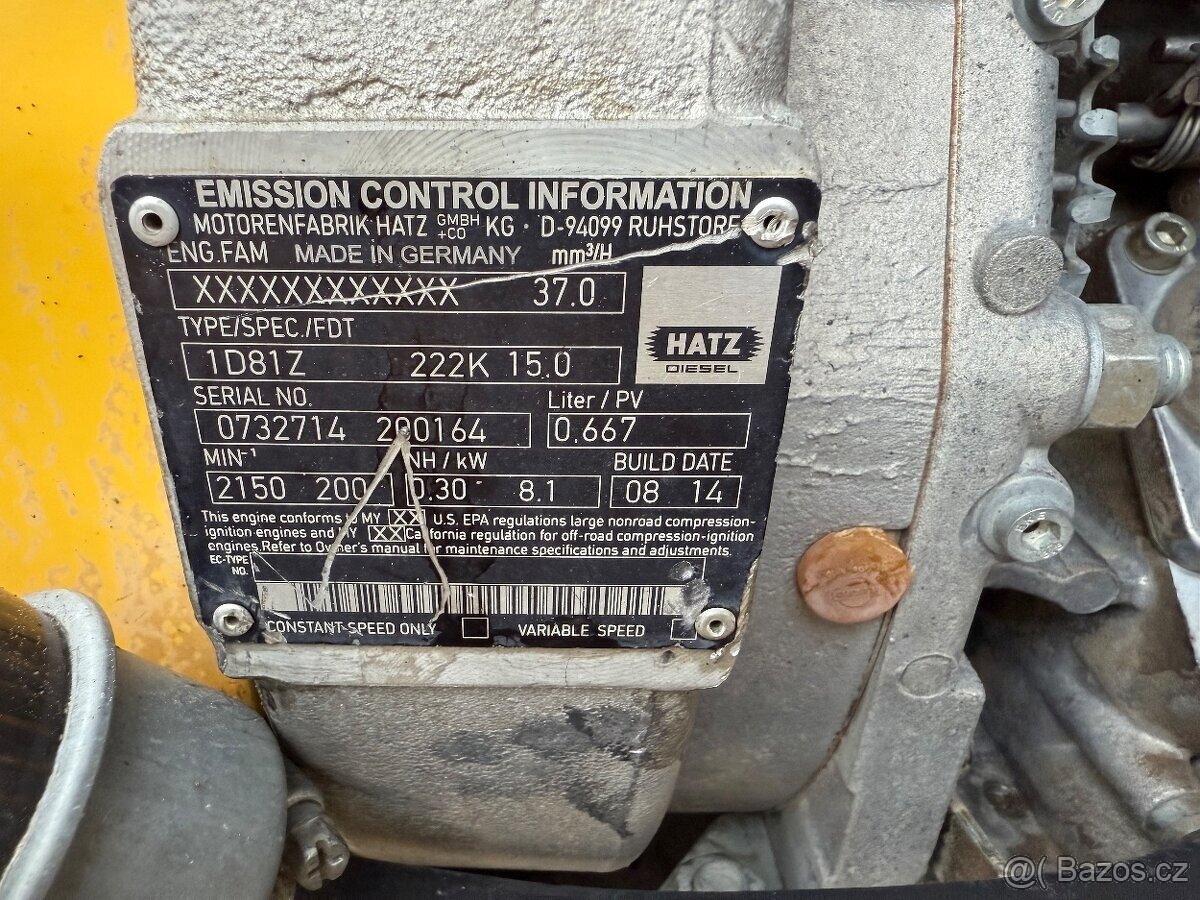 EMISSION CONTROL INFORMATION
MOTORENFABRIK HATZ GMBH +CO KG · D-94099 RUHSTORF
ENG.FAM MADE IN GERMANY mm³/H
XXXXXXXXXXXX 37.0
TYPE/SPEC./FDT
1D81Z 222K 15.0
HATZ
DIESEL
SERIAL NO. Liter / PV
0732714 200164 0.667
MIN⁻¹ NH / kW BUILD DATE
2150 200 0.30 8.1 08 14
This engine conforms to MY XX U.S. EPA regulations large nonroad compression-
ignition engines and MY XX California regulation for off-road compression-ignition
engines. Refer to Owner's manual for maintenance specifications and adjustments.
EC-TYPE
NO.
CONSTANT SPEED ONLY VARIABLE SPEED
@( Bazos.cz